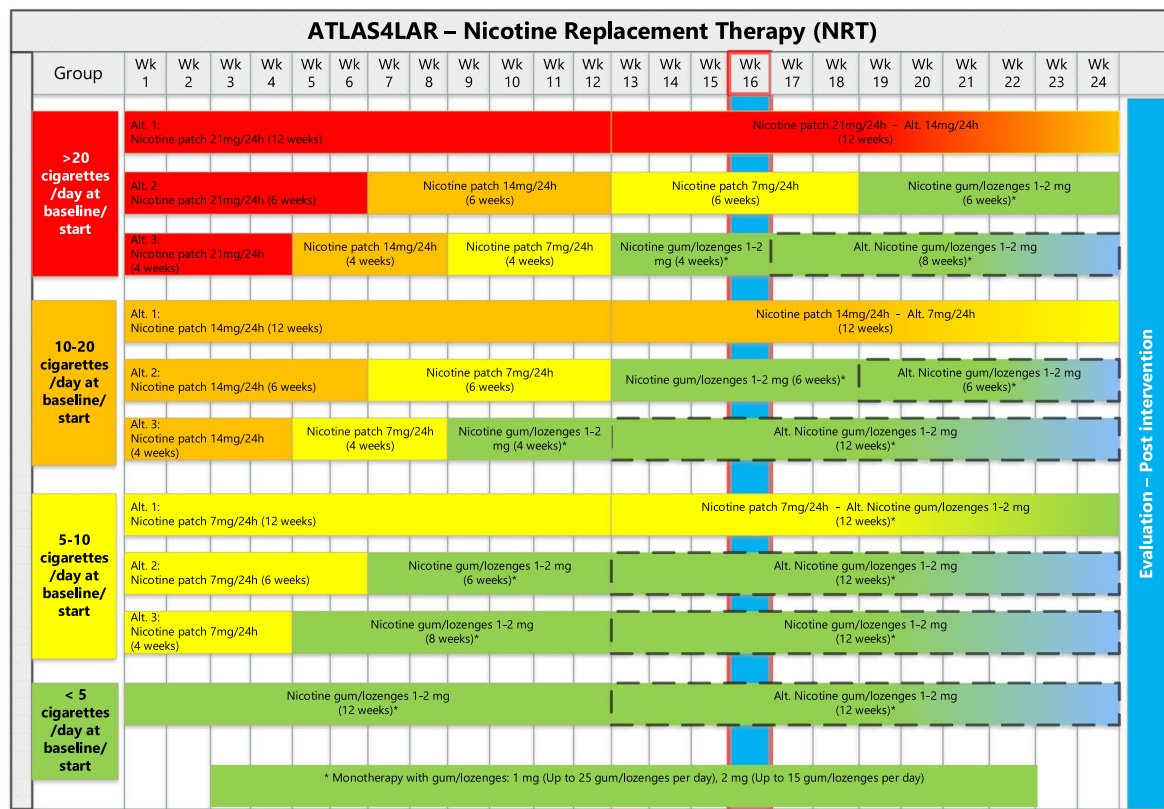 ATLAS4LAR – Nicotine Replacement Therapy (NRT)
Group
Wk 1
Wk 2
Wk 3
Wk 4
Wk 5
Wk 6
Wk 7
Wk 8
Wk 9
Wk 10
Wk 11
Wk 12
Wk 13
Wk 14
Wk 15
Wk 16
Wk 17
Wk 18
Wk 19
Wk 20
Wk 21
Wk 22
Wk 23
Wk 24
>20
cigarettes
/day at
baseline/
start
Alt. 1:
Nicotine patch 21mg/24h (12 weeks)
Nicotine patch 21mg/24h – Alt. 14mg/24h
(12 weeks)
Alt. 2:
Nicotine patch 21mg/24h (6 weeks)
Nicotine patch 14mg/24h
(6 weeks)
Nicotine patch 7mg/24h
(6 weeks)
Nicotine gum/lozenges 1–2 mg
(6 weeks)*
Alt. 3:
Nicotine patch 21mg/24h
(4 weeks)
Nicotine patch 14mg/24h
(4 weeks)
Nicotine patch 7mg/24h
(4 weeks)
Nicotine gum/lozenges 1–2
mg (4 weeks)*
Alt. Nicotine gum/lozenges 1–2 mg
(8 weeks)*
10-20
cigarettes
/day at
baseline/
start
Alt. 1:
Nicotine patch 14mg/24h (12 weeks)
Nicotine patch 14mg/24h – Alt. 7mg/24h
(12 weeks)
Alt. 2:
Nicotine patch 14mg/24h (6 weeks)
Nicotine patch 7mg/24h
(6 weeks)
Nicotine gum/lozenges 1–2 mg (6 weeks)*
Alt. Nicotine gum/lozenges 1–2 mg
(6 weeks)*
Alt. 3:
Nicotine patch 14mg/24h
(4 weeks)
Nicotine patch 7mg/24h
(4 weeks)
Nicotine gum/lozenges 1–2
mg (4 weeks)*
Alt. Nicotine gum/lozenges 1–2 mg
(12 weeks)*
5-10
cigarettes
/day at
baseline/
start
Alt. 1:
Nicotine patch 7mg/24h (12 weeks)
Nicotine patch 7mg/24h – Alt. Nicotine gum/lozenges 1–2 mg
(12 weeks)*
Alt. 2:
Nicotine patch 7mg/24h (6 weeks)
Nicotine gum/lozenges 1–2 mg
(6 weeks)*
Alt. Nicotine gum/lozenges 1–2 mg
(12 weeks)*
Alt. 3:
Nicotine patch 7mg/24h
(4 weeks)
Nicotine gum/lozenges 1–2 mg
(8 weeks)*
Nicotine gum/lozenges 1–2 mg
(12 weeks)*
< 5
cigarettes
/day at
baseline/
start
Nicotine gum/lozenges 1–2 mg
(12 weeks)*
Alt. Nicotine gum/lozenges 1–2 mg
(12 weeks)*
* Monotherapy with gum/lozenges: 1 mg (Up to 25 gum/lozenges per day), 2 mg (Up to 15 gum/lozenges per day)
Evaluation – Post intervention